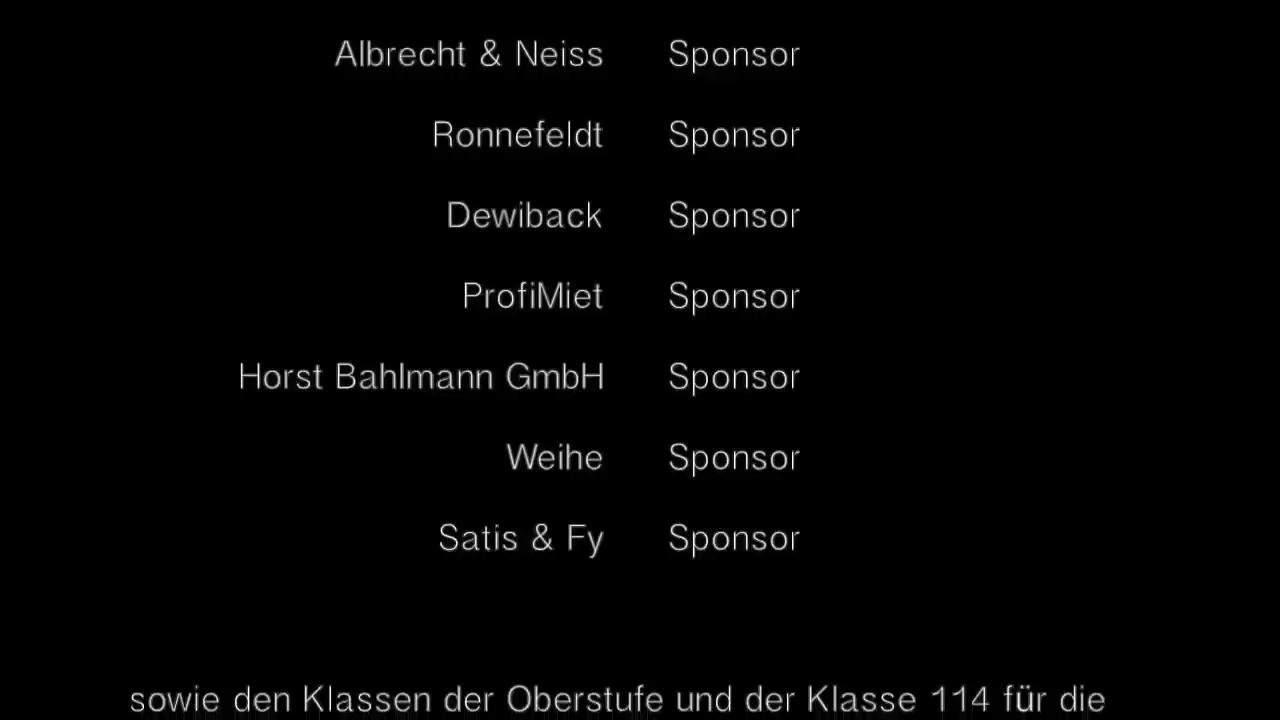 Albrecht & Neiss Sponsor
Ronnefeldt Sponsor
Dewiback Sponsor
ProfiMiet Sponsor
Horst Bahlmann GmbH Sponsor
Weihe Sponsor
Satis & Fy Sponsor
sowie den Klassen der Oberstufe und der Klasse 114 für die